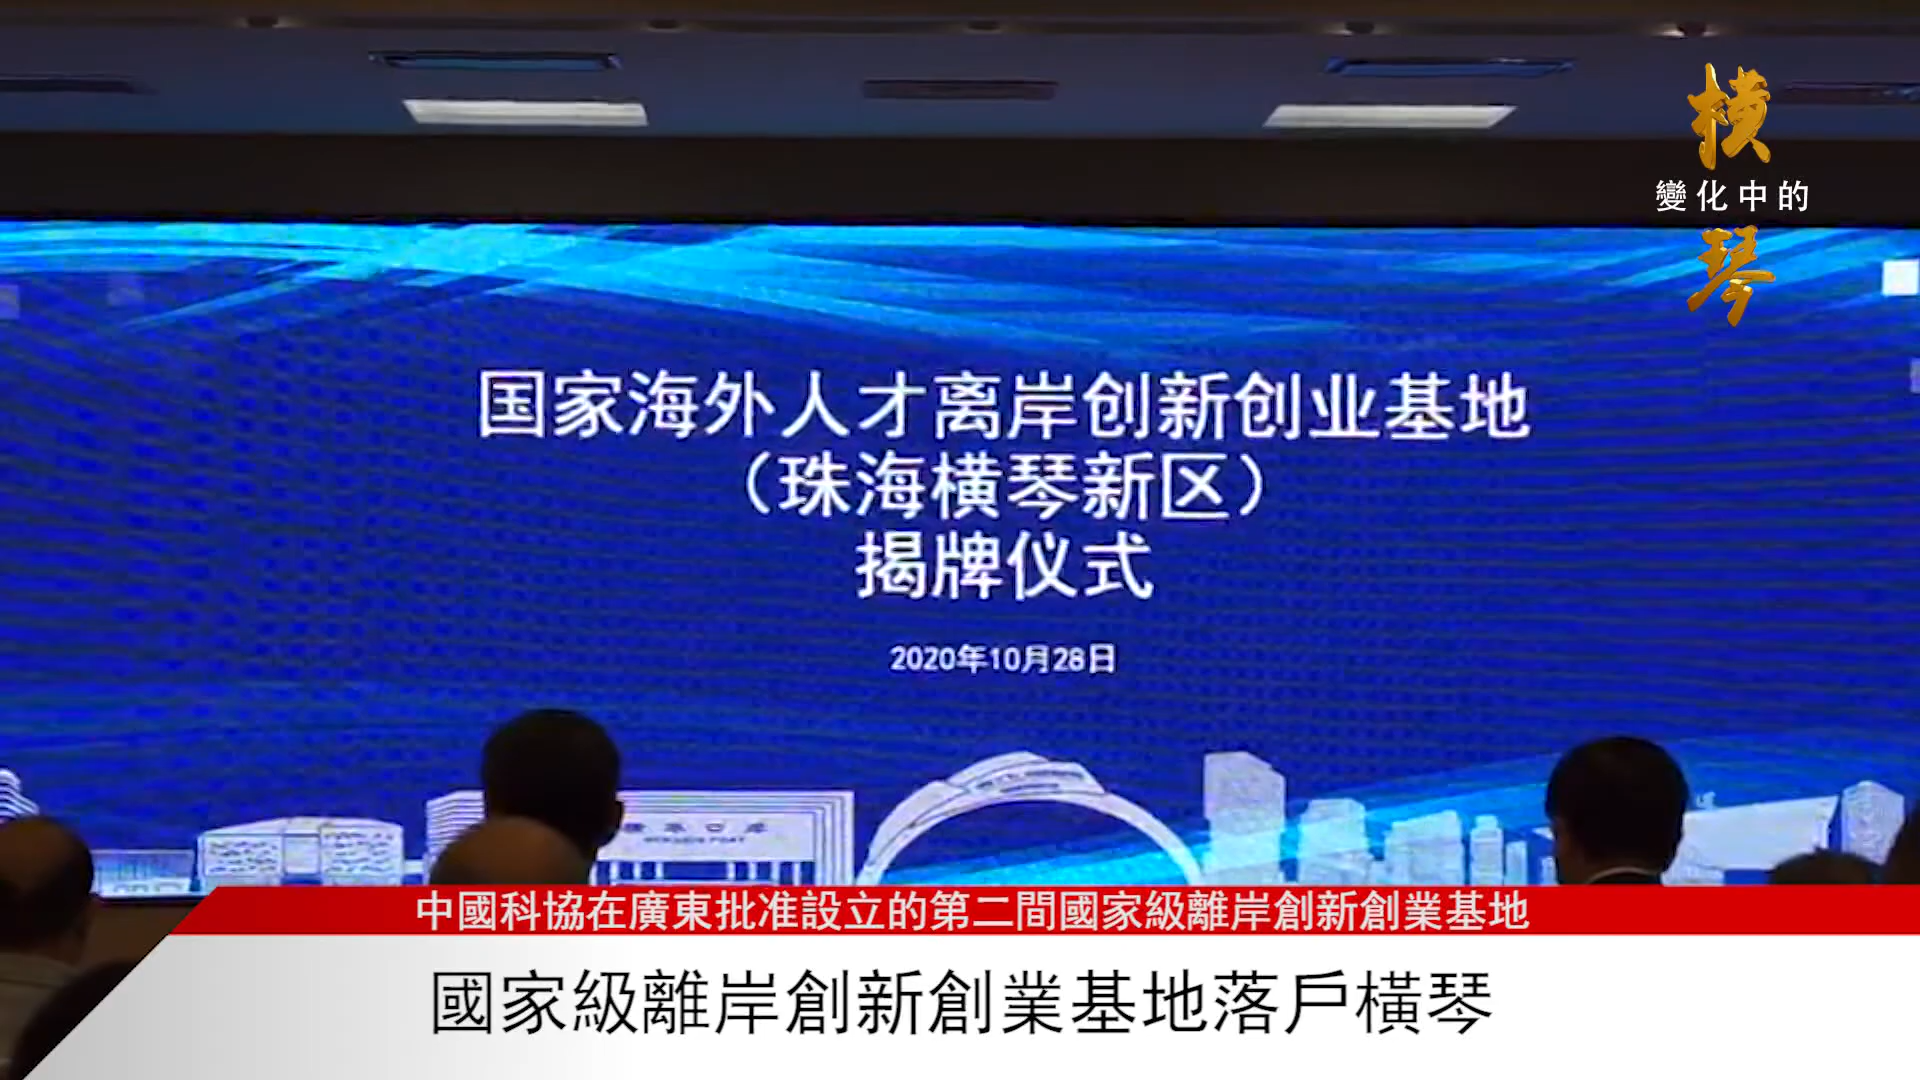 橫
變化中的
琴
国家海外人才离岸创新创业基地
（珠海横琴新区）
揭牌仪式
2020年10月28日
中國科協在廣東批准設立的第二間國家級離岸創新創業基地
國家級離岸創新創業基地落戶橫琴